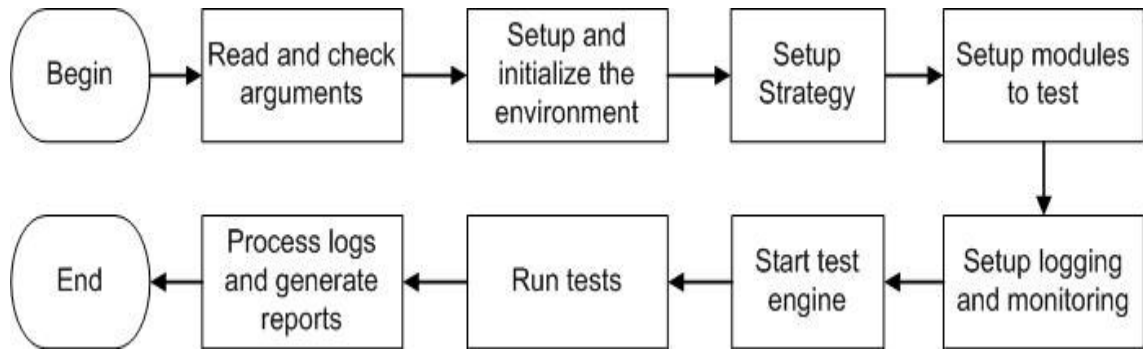 Begin
Read and check
arguments
Setup and
initialize the
environment
Setup
Strategy
Setup modules
to test
Setup logging
and monitoring
Start test
engine
Run tests
Process logs
and generate
reports
End